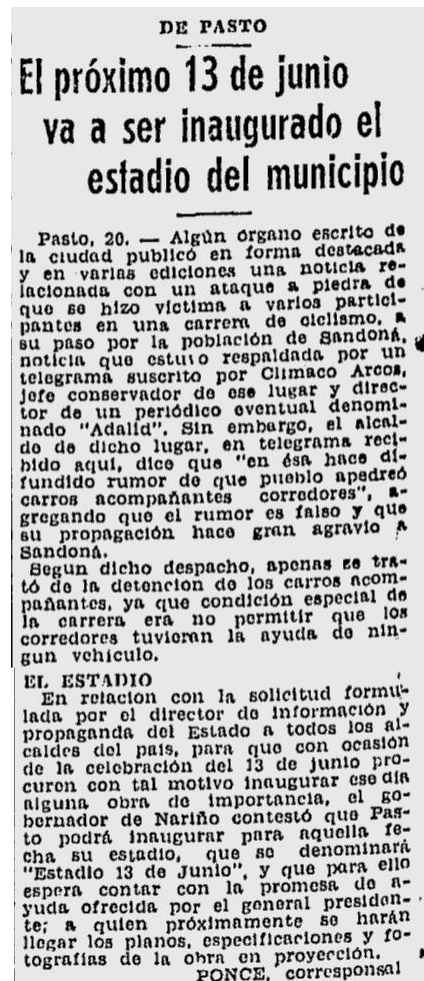 DE PASTO
El próximo 13 de junio
va a ser inaugurado el
estadio del municipio
Pasto, 20. — Algún órgano escrito de
la ciudad publicó en forma destacada
y en varias ediciones una noticia re-
lacionada con un ataque a piedra de
que se hizo víctima a varios partici-
pantes en una carrera de ciclismo, a
su paso por la población de Sandoná,
noticia que estuvo respaldada por un
telegrama suscrito por Climaco Arcos,
jefe conservador de ese lugar y direc-
tor de un periódico eventual denomi-
nado "Adalid". Sin embargo, el alcal-
de de dicho lugar, en telegrama reci-
bido aquí, dice que "en ésa hace di-
fundido rumor de que pueblo apedreó
carros acompañantes corredores", a-
gregando que el rumor es falso y que
su propagación hace gran agravio a
Sandoná.
Segun dicho despacho, apenas se tra-
tó de la detencion de los carros acom-
pañantes, ya que condición especial de
la carrera era no permitir que los
corredores tuvieran la ayuda de nin-
gun vehículo.
EL ESTADIO
En relación con la solicitud formu-
lada por el director de información y
propaganda del Estado a todos los al-
caldes del país, para que con ocasión
de la celebración del 13 de junio pro-
curen con tal motivo inaugurar ese día
alguna obra de importancia, el go-
bernador de Nariño contestó que Pas-
to podrá inaugurar para aquella fe-
cha su estadio, que se denominará
"Estadio 13 de Junio", y que para ello
espera contar con la promesa de a-
yuda ofrecida por el general presiden-
te; a quien próximamente se harán
llegar los planos, especificaciones y fo-
tografías de la obra en proyección.
PONCE, corresponsal